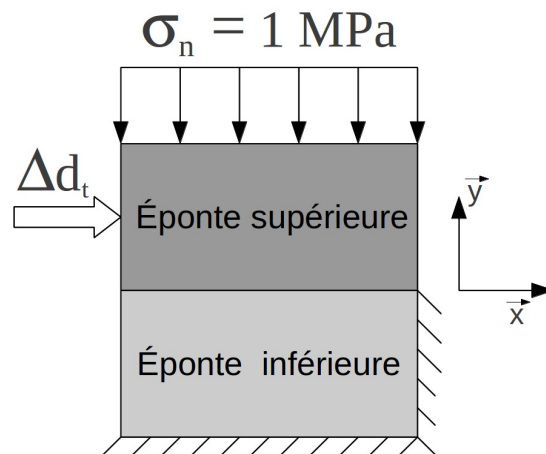 σn = 1 MPa
Δdt
Éponte supérieure
y
x
Éponte inférieure